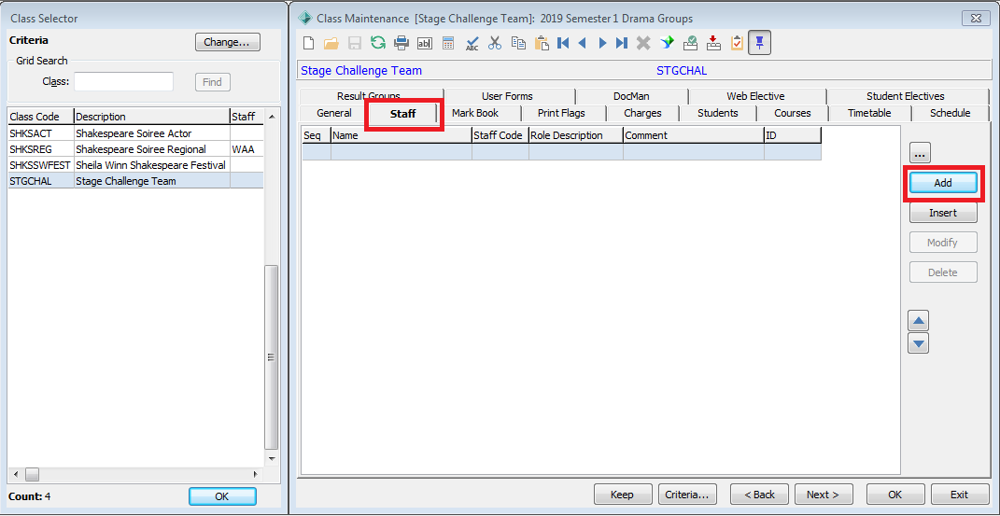 Class Selector
Criteria
Change...
Grid Search
Class:
Find
Class Code Description Staff
SHKSACT Shakespeare Soiree Actor
SHKSREG Shakespeare Soiree Regional WAA
SHKSSWFEST Sheila Winn Shakespeare Festival
STGCHAL Stage Challenge Team
Count: 4
OK
Class Maintenance [Stage Challenge Team]: 2019 Semester 1 Drama Groups
ab|
ABC
Stage Challenge Team STGCHAL
Result Groups User Forms DocMan Web Elective Student Electives
General Staff Mark Book Print Flags Charges Students Courses Timetable Schedule
Seq Name Staff Code Role Description Comment ID
...
Add
Insert
Modify
Delete
Keep Criteria... < Back Next > OK Exit